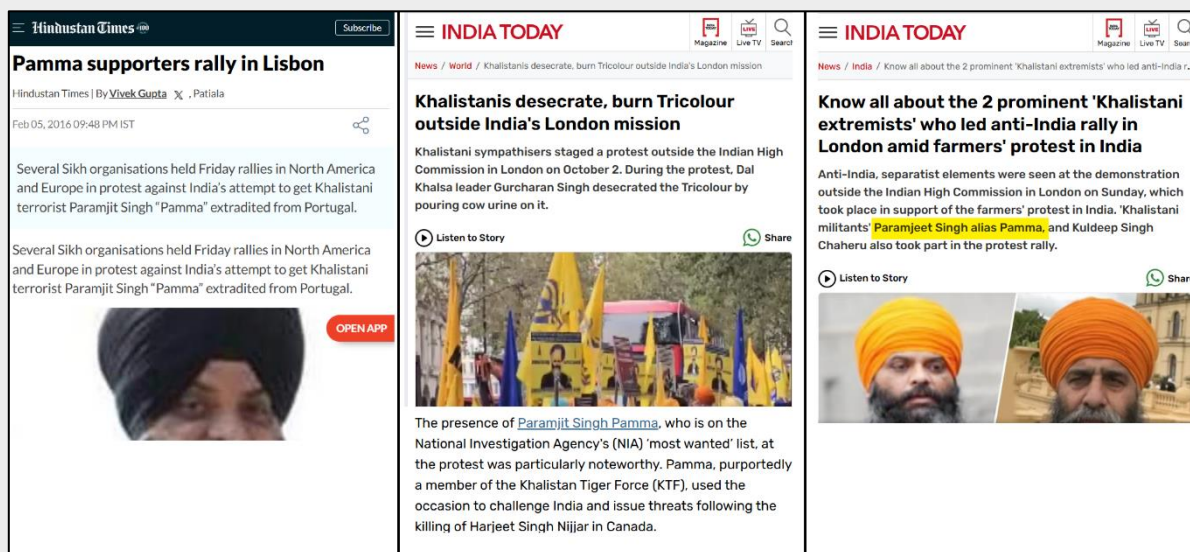 Hindustan Times
Subscribe
Pamma supporters rally in Lisbon
Hindustan Times | By Vivek Gupta X , Patiala
Feb 05, 2016 09:48 PM IST
Several Sikh organisations held Friday rallies in North America
and Europe in protest against India's attempt to get Khalistani
terrorist Paramjit Singh "Pamma" extradited from Portugal.
Several Sikh organisations held Friday rallies in North America
and Europe in protest against India's attempt to get Khalistani
terrorist Paramjit Singh "Pamma" extradited from Portugal.
OPEN APP
INDIA TODAY
Magazine
LIVE
Live TV
Search
News / World / Khalistanis desecrate, burn Tricolour outside India's London mission
Khalistanis desecrate, burn Tricolour
outside India's London mission
Khalistani sympathisers staged a protest outside the Indian High
Commission in London on October 2. During the protest, Dal
Khalsa leader Gurcharan Singh desecrated the Tricolour by
pouring cow urine on it.
Listen to Story
Share
The presence of Paramjit Singh Pamma, who is on the
National Investigation Agency's (NIA) 'most wanted' list, at
the protest was particularly noteworthy. Pamma, purportedly
a member of the Khalistan Tiger Force (KTF), used the
occasion to challenge India and issue threats following the
killing of Harjeet Singh Nijjar in Canada.
INDIA TODAY
Magazine
LIVE
Live TV
Sear
News / India / Know all about the 2 prominent 'Khalistani extremists' who led anti-India r...
Know all about the 2 prominent 'Khalistani
extremists' who led anti-India rally in
London amid farmers' protest in India
Anti-India, separatist elements were seen at the demonstration
outside the Indian High Commission in London on Sunday, which
took place in support of the farmers' protest in India. 'Khalistani
militants' Paramjeet Singh alias Pamma, and Kuldeep Singh
Chaheru also took part in the protest rally.
Listen to Story
Shar